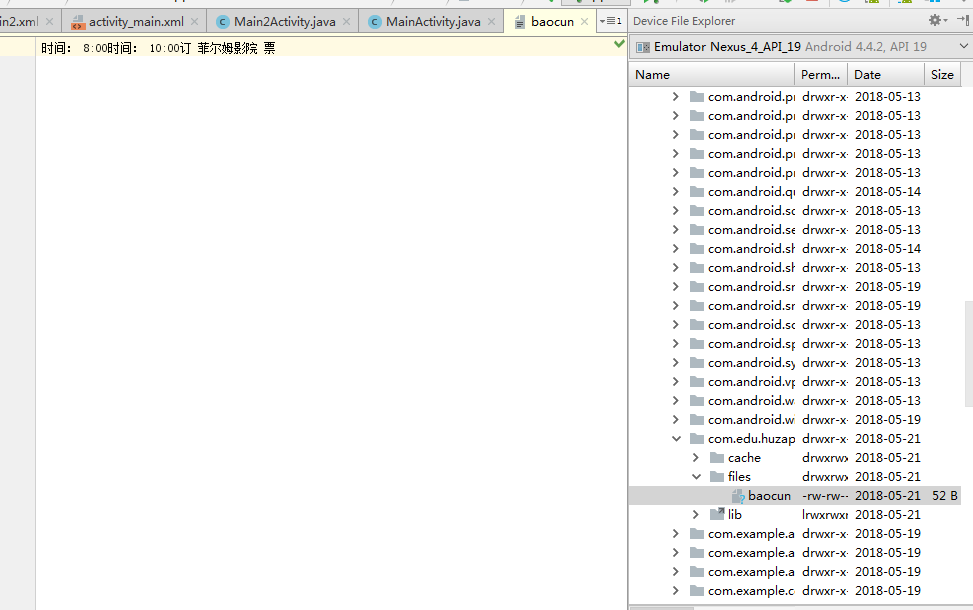 in2.xml
activity_main.xml
Main2Activity.java
MainActivity.java
baocun
1
时间： 8:00时间： 10:00订 菲尔姆影院 票
Device File Explorer
Emulator Nexus_4_API_19 Android 4.4.2, API 19
Name Perm... Date Size
com.android.pr drwxr-x- 2018-05-13
com.android.pr drwxr-x- 2018-05-13
com.android.pr drwxr-x- 2018-05-13
com.android.pr drwxr-x- 2018-05-13
com.android.pr drwxr-x- 2018-05-13
com.android.qu drwxr-x- 2018-05-14
com.android.sc drwxr-x- 2018-05-13
com.android.se drwxr-x- 2018-05-13
com.android.sh drwxr-x- 2018-05-14
com.android.sh drwxr-x- 2018-05-13
com.android.sr drwxr-x- 2018-05-19
com.android.sr drwxr-x- 2018-05-19
com.android.sc drwxr-x- 2018-05-13
com.android.sp drwxr-x- 2018-05-13
com.android.sy drwxr-x- 2018-05-13
com.android.vp drwxr-x- 2018-05-13
com.android.wa drwxr-x- 2018-05-13
com.android.wi drwxr-x- 2018-05-19
com.edu.huzap drwxr-x- 2018-05-21
cache drwxrwx 2018-05-21
files drwxrwx 2018-05-21
baocun -rw-rw-- 2018-05-21 52 B
lib lrwxrwxr 2018-05-21
com.example.a drwxr-x- 2018-05-19
com.example.a drwxr-x- 2018-05-19
com.example.a drwxr-x- 2018-05-19
com.example.c drwxr-x- 2018-05-19